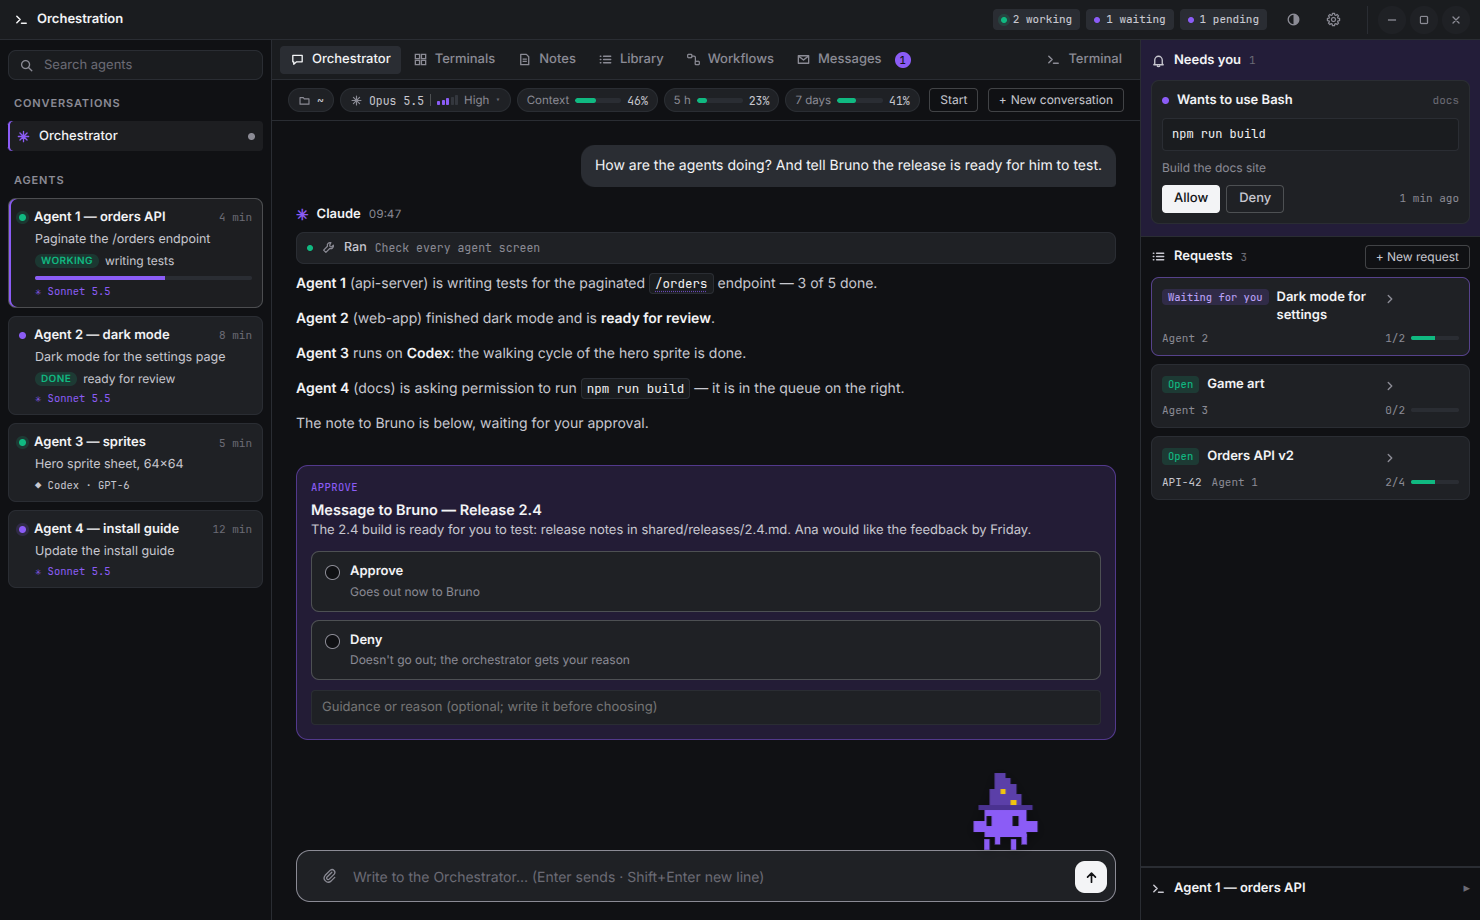 Orchestration
2 working
1 waiting
1 pending
Search agents
CONVERSATIONS
Orchestrator
AGENTS
Agent 1 — orders API
4 min
Paginate the /orders endpoint
WORKING writing tests
Sonnet 5.5
Agent 2 — dark mode
8 min
Dark mode for the settings page
DONE ready for review
Sonnet 5.5
Agent 3 — sprites
5 min
Hero sprite sheet, 64×64
Codex · GPT-6
Agent 4 — install guide
12 min
Update the install guide
Sonnet 5.5
Orchestrator
Terminals
Notes
Library
Workflows
Messages 1
Terminal
~
Opus 5.5 High
Context 46%
5 h 23%
7 days 41%
Start
+ New conversation
How are the agents doing? And tell Bruno the release is ready for him to test.
Claude 09:47
Ran Check every agent screen
Agent 1 (api-server) is writing tests for the paginated /orders endpoint — 3 of 5 done.
Agent 2 (web-app) finished dark mode and is ready for review.
Agent 3 runs on Codex: the walking cycle of the hero sprite is done.
Agent 4 (docs) is asking permission to run npm run build — it is in the queue on the right.
The note to Bruno is below, waiting for your approval.
APPROVE
Message to Bruno — Release 2.4
The 2.4 build is ready for you to test: release notes in shared/releases/2.4.md. Ana would like the feedback by Friday.
Approve
Goes out now to Bruno
Deny
Doesn't go out; the orchestrator gets your reason
Guidance or reason (optional; write it before choosing)
Write to the Orchestrator... (Enter sends · Shift+Enter new line)
Needs you 1
Wants to use Bash
docs
npm run build
Build the docs site
Allow
Deny
1 min ago
Requests 3
+ New request
Waiting for you
Dark mode for
settings
Agent 2
1/2
Open Game art
Agent 3
0/2
Open Orders API v2
API-42 Agent 1
2/4
Agent 1 — orders API